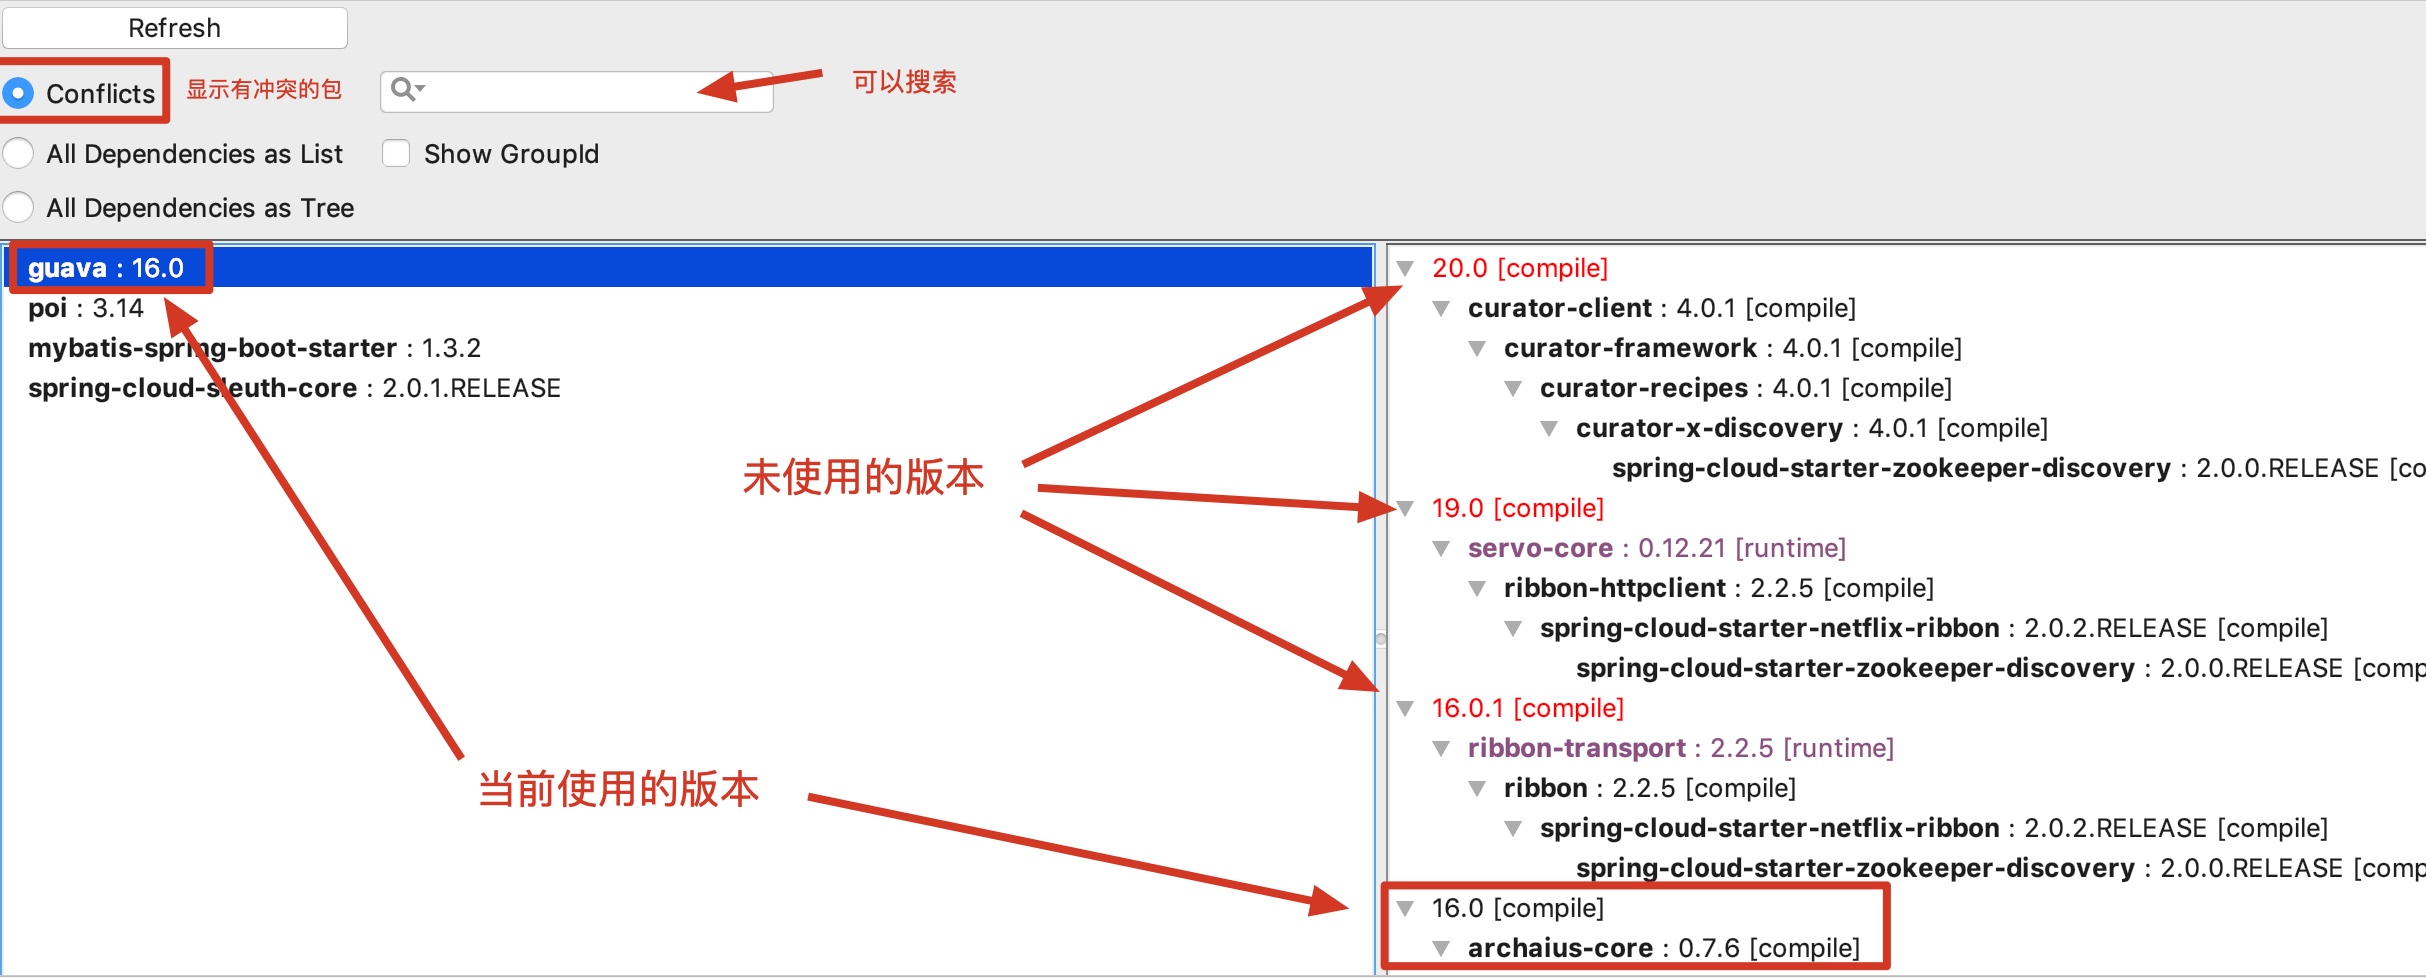 Refresh
Conflicts 显示有冲突的包 可以搜索
All Dependencies as List Show GroupId
All Dependencies as Tree
guava : 16.0
poi : 3.14
mybatis-spring-boot-starter : 1.3.2
spring-cloud-sleuth-core : 2.0.1.RELEASE
未使用的版本
当前使用的版本
20.0 [compile]
curator-client : 4.0.1 [compile]
curator-framework : 4.0.1 [compile]
curator-recipes : 4.0.1 [compile]
curator-x-discovery : 4.0.1 [compile]
spring-cloud-starter-zookeeper-discovery : 2.0.0.RELEASE [co
19.0 [compile]
servo-core : 0.12.21 [runtime]
ribbon-httpclient : 2.2.5 [compile]
spring-cloud-starter-netflix-ribbon : 2.0.2.RELEASE [compile]
spring-cloud-starter-zookeeper-discovery : 2.0.0.RELEASE [comp
16.0.1 [compile]
ribbon-transport : 2.2.5 [runtime]
ribbon : 2.2.5 [compile]
spring-cloud-starter-netflix-ribbon : 2.0.2.RELEASE [compile]
spring-cloud-starter-zookeeper-discovery : 2.0.0.RELEASE [comp
16.0 [compile]
archaius-core : 0.7.6 [compile]